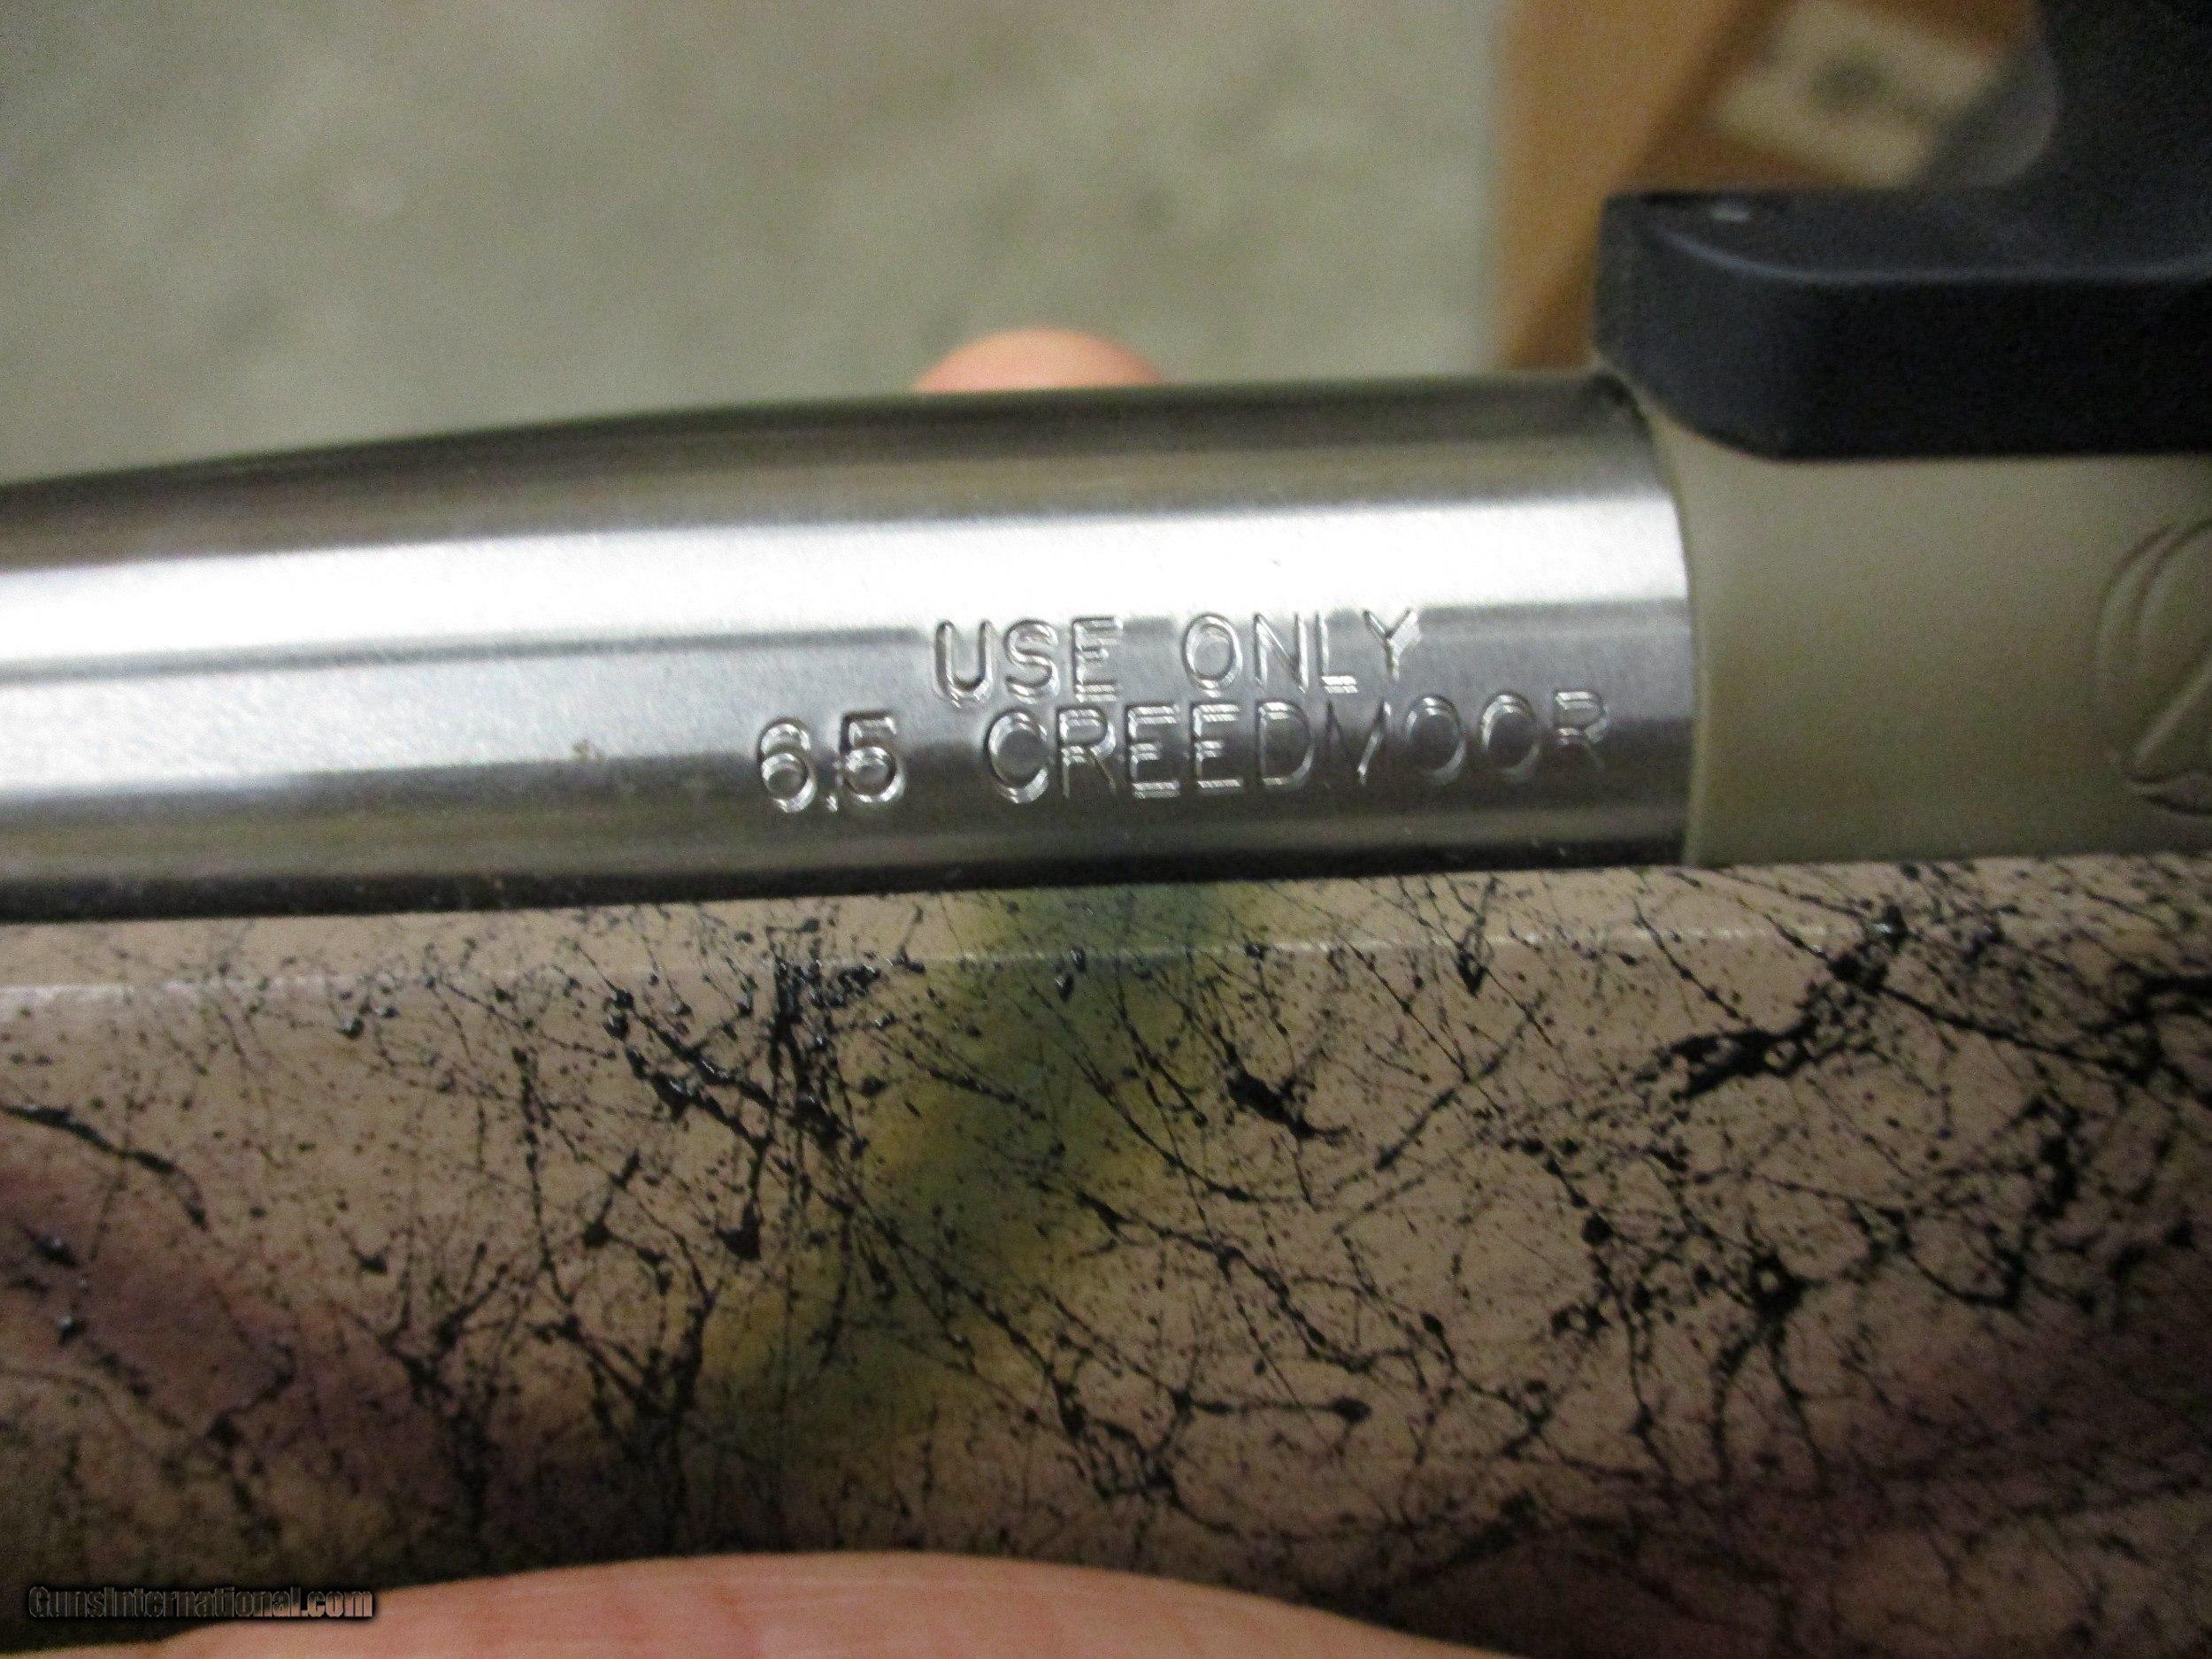 USE ONLY
6.5 CREEDMOOR
GunsInternational.com